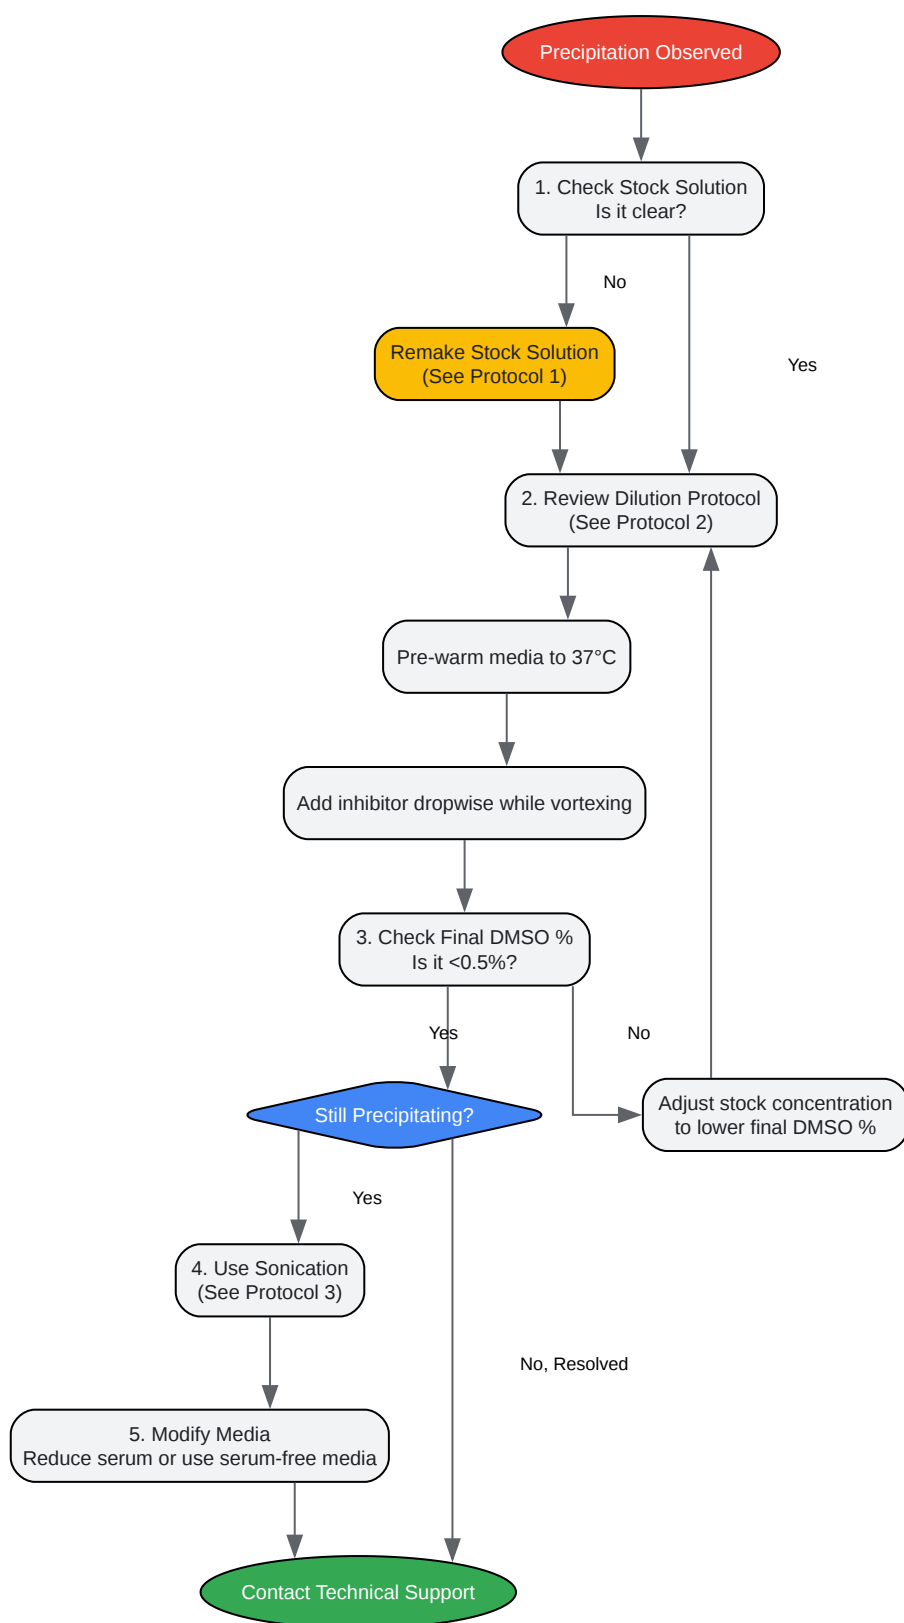 Precipitation Observed
1. Check Stock Solution
Is it clear?
No
Remake Stock Solution
(See Protocol 1)
Yes
2. Review Dilution Protocol
(See Protocol 2)
Pre-warm media to 37°C
Add inhibitor dropwise while vortexing
3. Check Final DMSO %
Is it <0.5%?
Yes
No
Still Precipitating?
Adjust stock concentration
to lower final DMSO %
Yes
4. Use Sonication
(See Protocol 3)
No, Resolved
5. Modify Media
Reduce serum or use serum-free media
Contact Technical Support